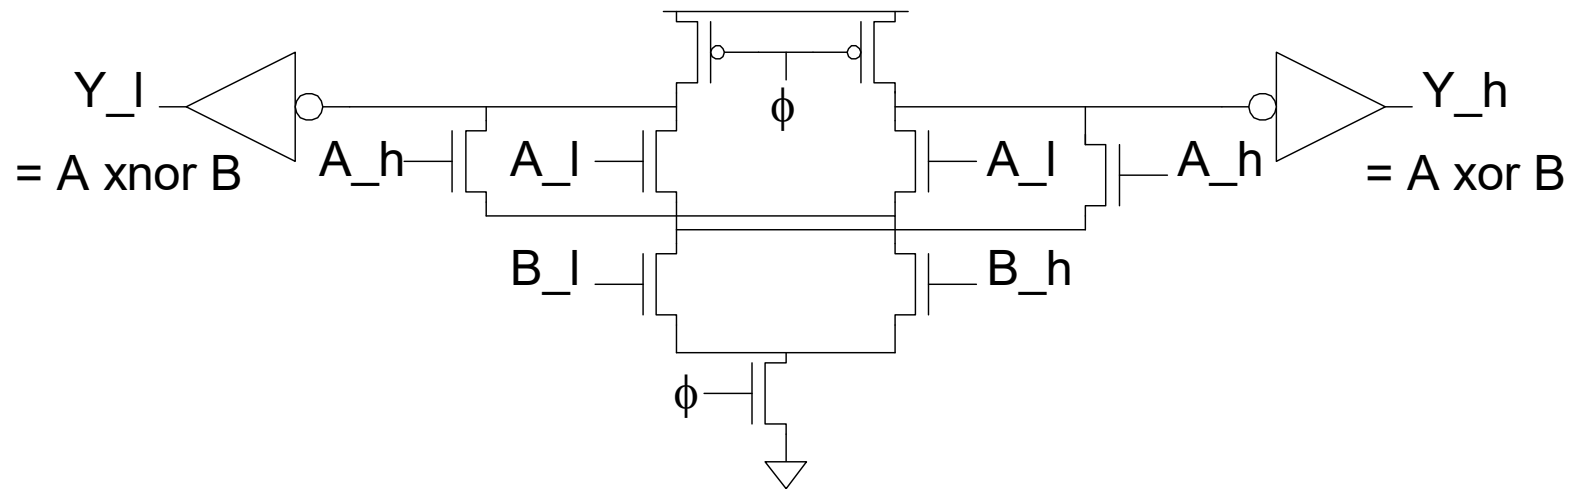 Y_l
= A xnor B
A_h
A_l
ϕ
A_l
A_h
Y_h
= A xor B
B_l
B_h
ϕ